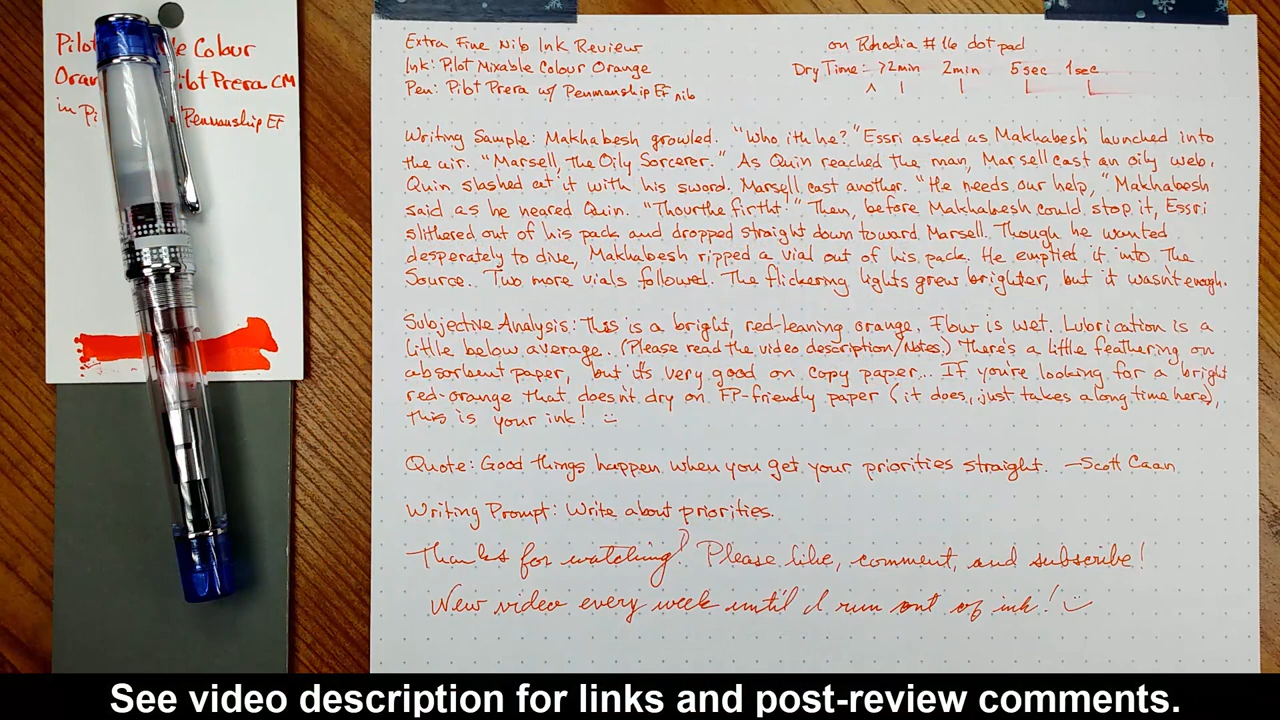 Pilot le Colour
Oran Pilot Prera CM
in Pi Penmanship EF
Extra Fine Nib Ink Review
Ink: Pilot Mixable Colour Orange
Pen: Pilot Prera w/ Penmanship EF nib
on Rhodia #16 dot pad
Dry Time: >2min 2min 5sec 1sec
Writing Sample: Makhabesh growled. "Who ith he?" Essri asked as Makhabesh launched into
the air. "Marsell, The Oily Sorcerer." As Quin reached the man, Marsell cast an oily web.
Quin slashed at it with his sword. Marsell cast another. "He needs our help," Makhabesh
said as he neared Quin. "Thourthe firtht!" Then, before Makhabesh could stop it, Essri
slithered out of his pack and dropped straight down toward Marsell. Though he wanted
desperately to dive, Makhabesh ripped a vial out of his pack. He emptied it into The
Source. Two more vials followed. The flickering lights grew brighter, but it wasn't enough.
Subjective Analysis: This is a bright, red-leaning orange. Flow is wet. Lubrication is a
little below average. (Please read the video description/Notes.) There's a little feathering on
absorbent paper, but it's very good on copy paper... If you're looking for a bright
red-orange that doesn't dry on FP-friendly paper (it does, just takes a long time here),
this is your ink! :)
Quote: Good things happen when you get your priorities straight. —Scott Caan
Writing Prompt: Write about priorities.
Thanks for watching! Please like, comment, and subscribe!
New video every week until I run out of ink! :)
See video description for links and post-review comments.